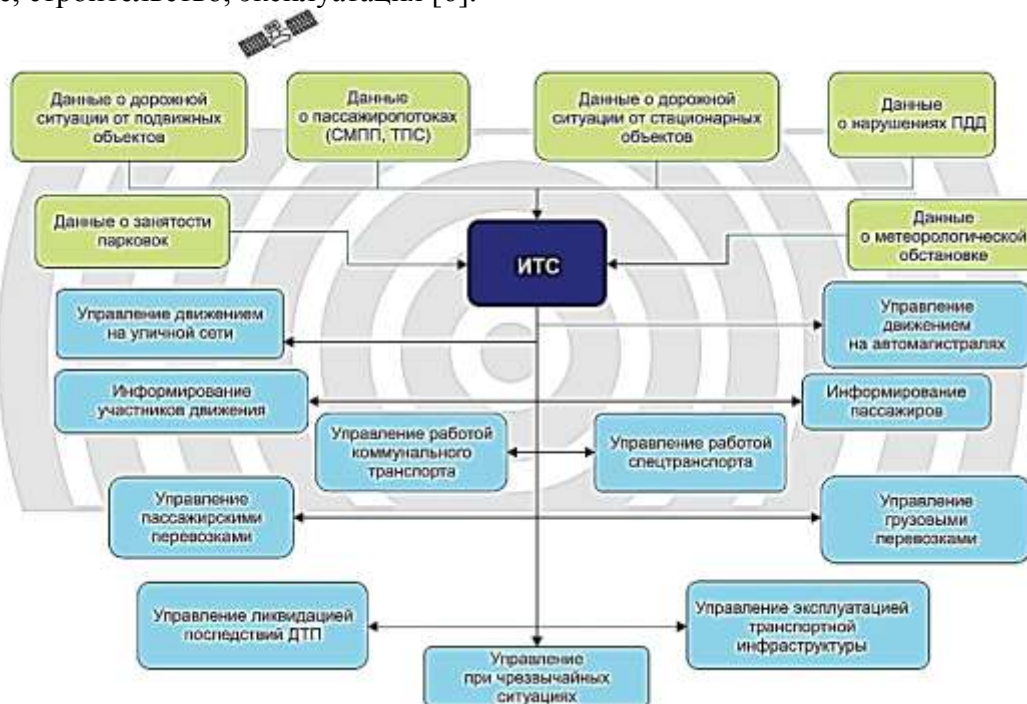 строительство, эксплуатация [6].
Данные о дорожной
ситуации от подвижных
объектов
Данные
о пассажиропотоках
(СМПП, ТПС)
Данные о дорожной
ситуации от стационарных
объектов
Данные
о нарушениях ПДД
Данные о занятости
парковок
ИТС
Данные
о метеорологической
обстановке
Управление движением
на уличной сети
Управление
движением
на автомагистралях
Информирование
участников движения
Информирование
пассажиров
Управление работой
коммунального
транспорта
Управление работой
спецтранспорта
Управление
пассажирскими
перевозками
Управление
грузовыми
перевозками
Управление ликвидацией
последствий ДТП
Управление эксплуатацией
транспортной
инфраструктуры
Управление
при чрезвычайных
ситуациях